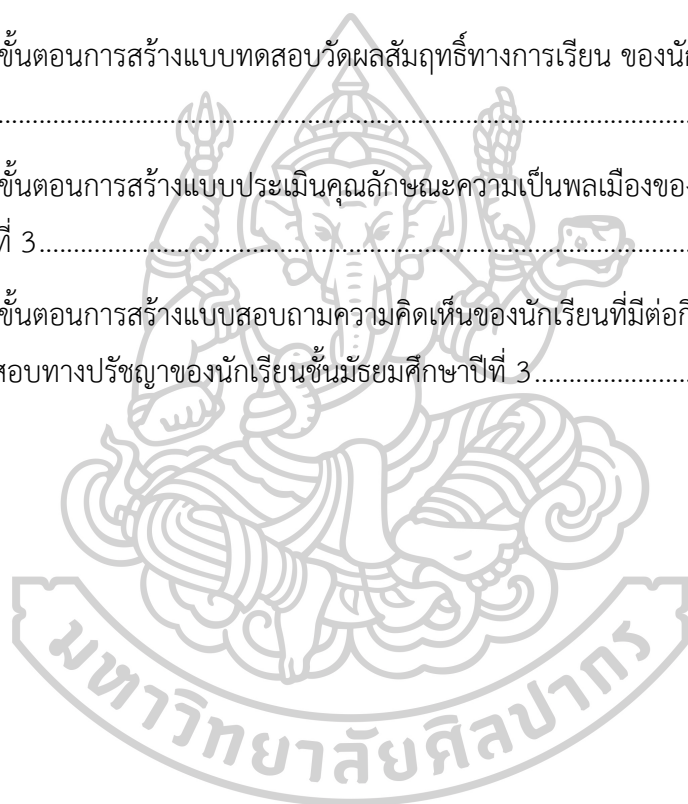 ขั้นตอนการสร้างแบบทดสอบวัดผลสัมฤทธิ์ทางการเรียน ของนัก
................................................................................
ขั้นตอนการสร้างแบบประเมินคุณลักษณะความเป็นพลเมืองของ
ที่ 3................................................................................
ขั้นตอนการสร้างแบบสอบถามความคิดเห็นของนักเรียนที่มีต่อกิ
สอบทางปรัชญาของนักเรียนชั้นมัธยมศึกษาปีที่ 3....................
มหาวิทยาลัยศิลปากร